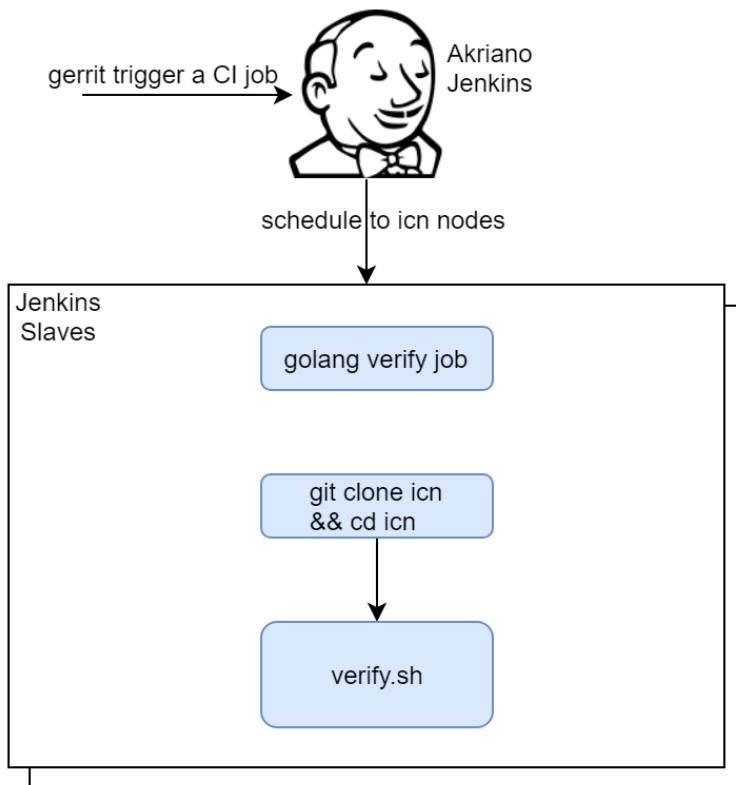 gerrit trigger a CI job
Akriano
Jenkins
schedule to icn nodes
Jenkins
Slaves
golang verify job
git clone icn
&& cd icn
verify.sh